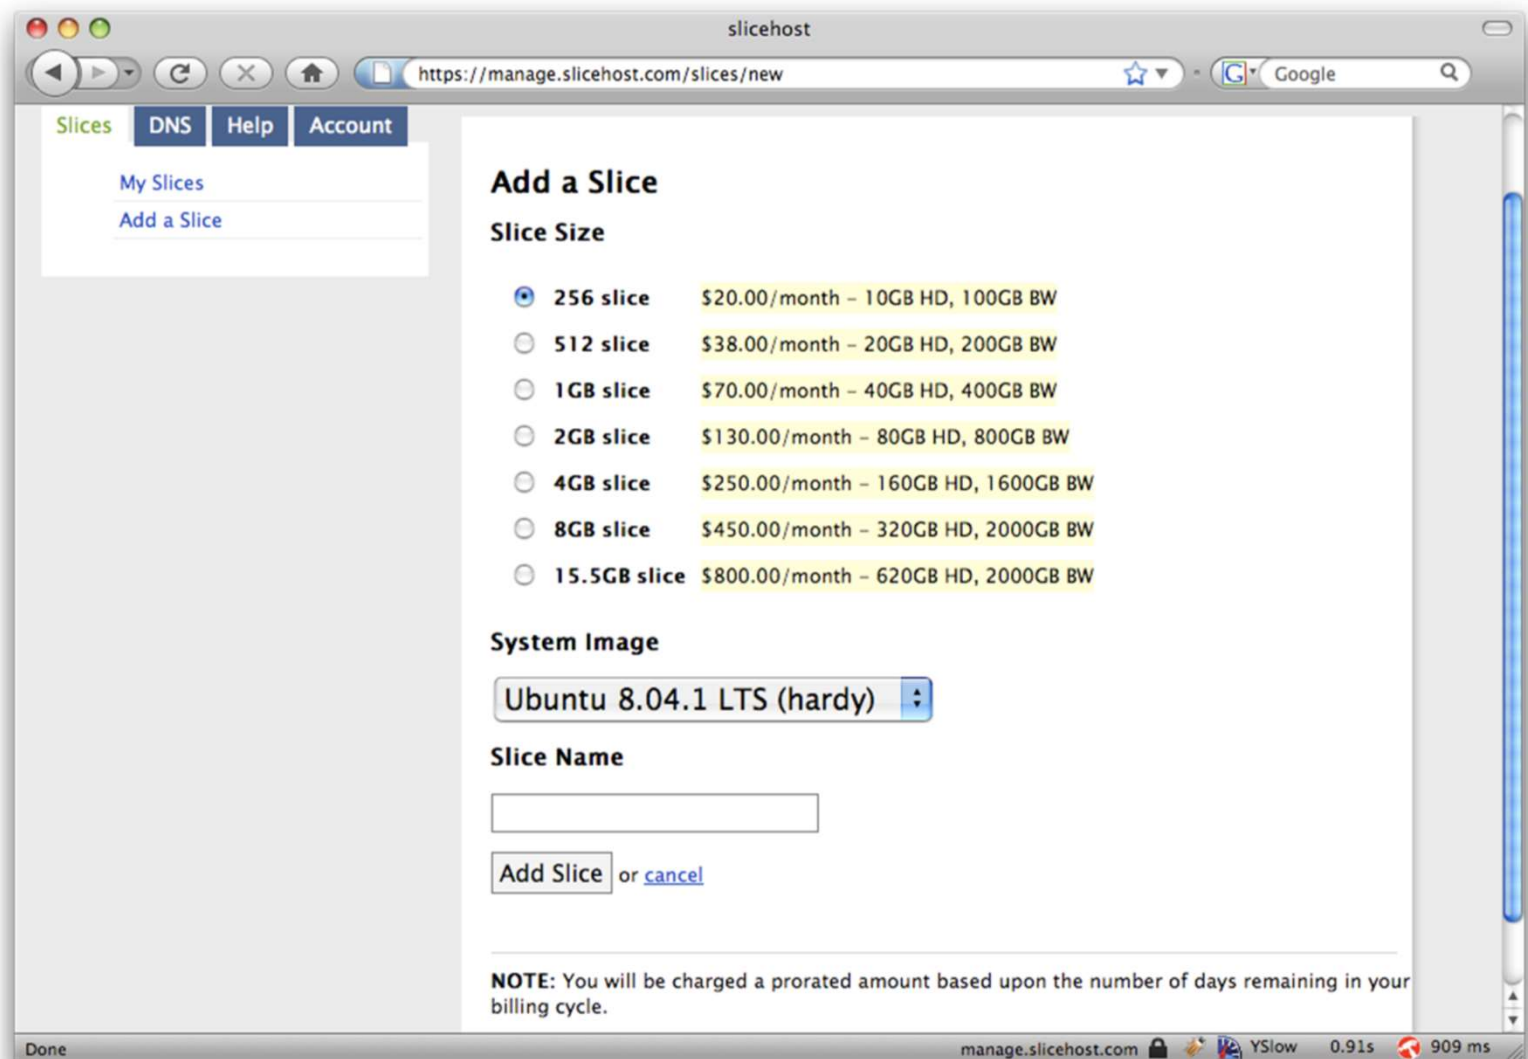 slicehost
https://manage.slicehost.com/slices/new
Google
Slices DNS Help Account
My Slices
Add a Slice
Add a Slice
Slice Size
256 slice $20.00/month – 10GB HD, 100GB BW
512 slice $38.00/month – 20GB HD, 200GB BW
1GB slice $70.00/month – 40GB HD, 400GB BW
2GB slice $130.00/month – 80GB HD, 800GB BW
4GB slice $250.00/month – 160GB HD, 1600GB BW
8GB slice $450.00/month – 320GB HD, 2000GB BW
15.5GB slice $800.00/month – 620GB HD, 2000GB BW
System Image
Ubuntu 8.04.1 LTS (hardy)
Slice Name
Add Slice or cancel
NOTE: You will be charged a prorated amount based upon the number of days remaining in your
billing cycle.
Done manage.slicehost.com YSlow 0.91s 909 ms